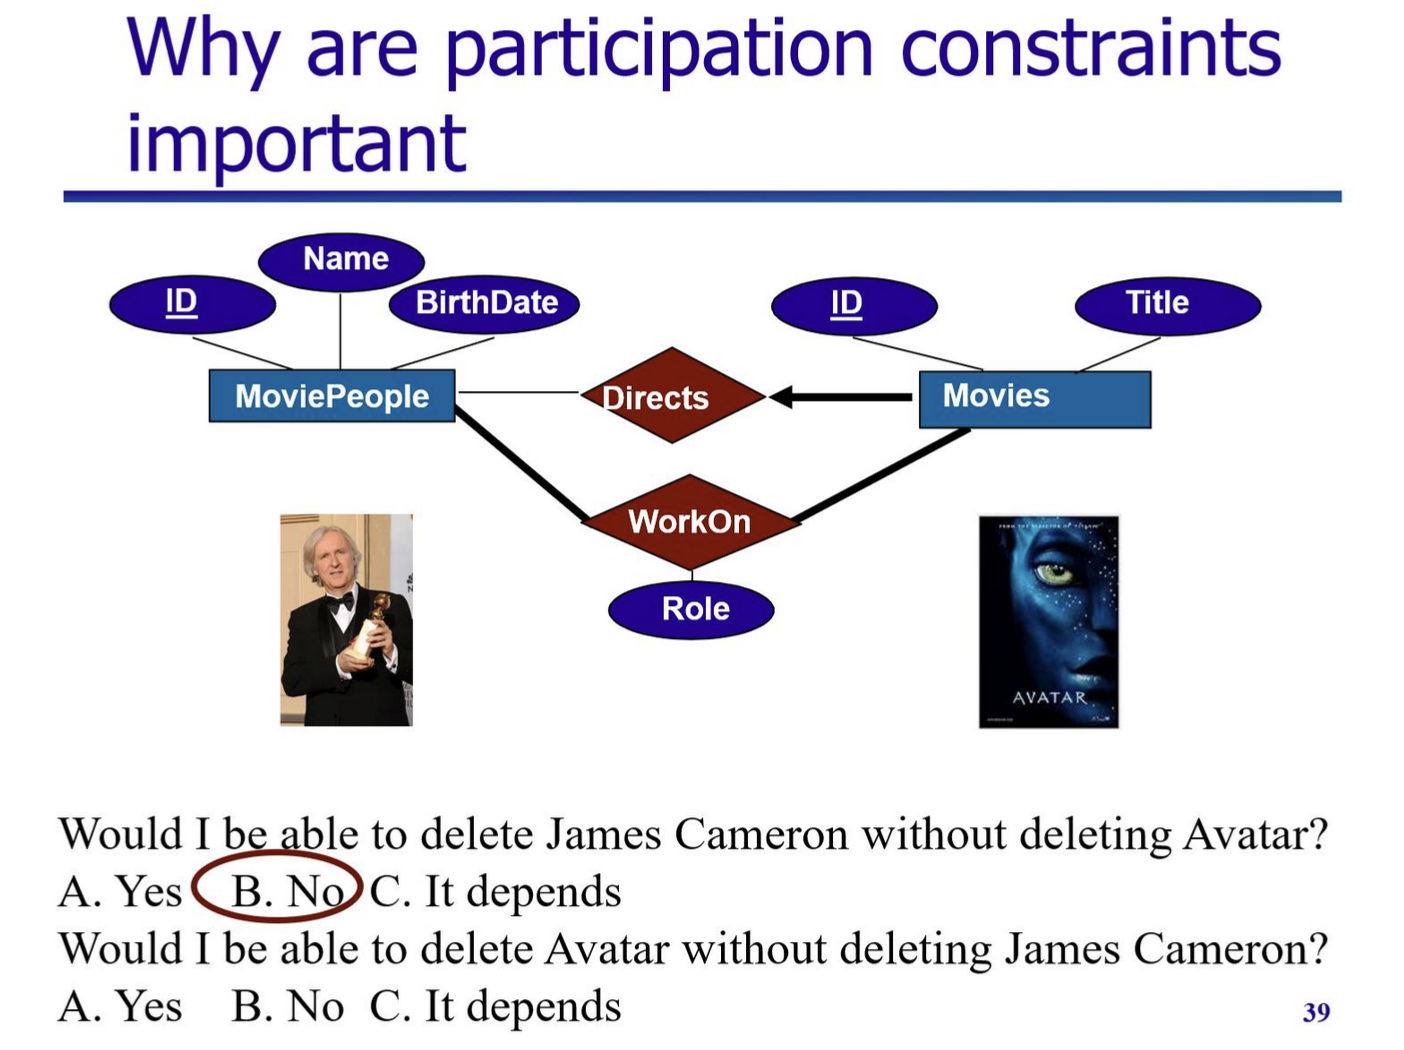 Why are participation constraints
important
Name
ID
BirthDate
ID
Title
MoviePeople
Directs
Movies
WorkOn
Role
AVATAR
Would I be able to delete James Cameron without deleting Avatar?
A. Yes B. No C. It depends
Would I be able to delete Avatar without deleting James Cameron?
A. Yes B. No C. It depends
39